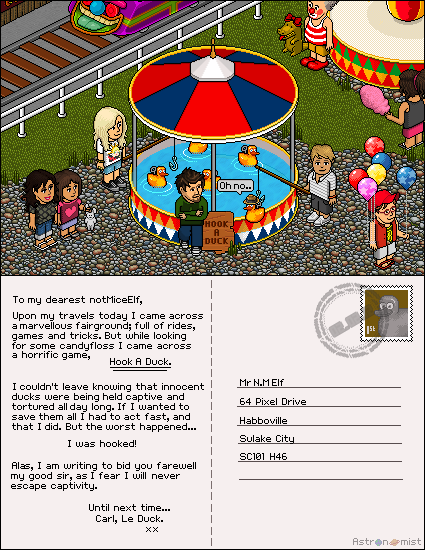 Oh no..
HOOK
A
DUCK
To my dearest notMiceElf,
Upon my travels today I came across
a marvellous fairground; full of rides,
games and tricks. But while looking
for some candyfloss I came across
a horrific game,
Hook A Duck.
I couldn't leave knowing that innocent
ducks were being held captive and
tortured all day long. If I wanted to
save them all I had to act fast, and
that I did. But the worst happened...
I was hooked!
Alas, I am writing to bid you farewell
my good sir, as I fear I will never
escape captivity.
Until next time...
Carl, Le Duck.
xx
1st
Mr N.M Elf
64 Pixel Drive
Habboville
Sulake City
SC101 H46
Astronomist